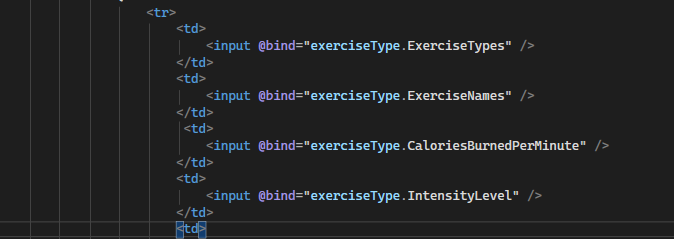 <tr>
<td>
<input @bind="exerciseType.ExerciseTypes" />
</td>
<td>
<input @bind="exerciseType.ExerciseNames" />
</td>
<td>
<input @bind="exerciseType.CaloriesBurnedPerMinute" />
</td>
<td>
<input @bind="exerciseType.IntensityLevel" />
</td>
<td>